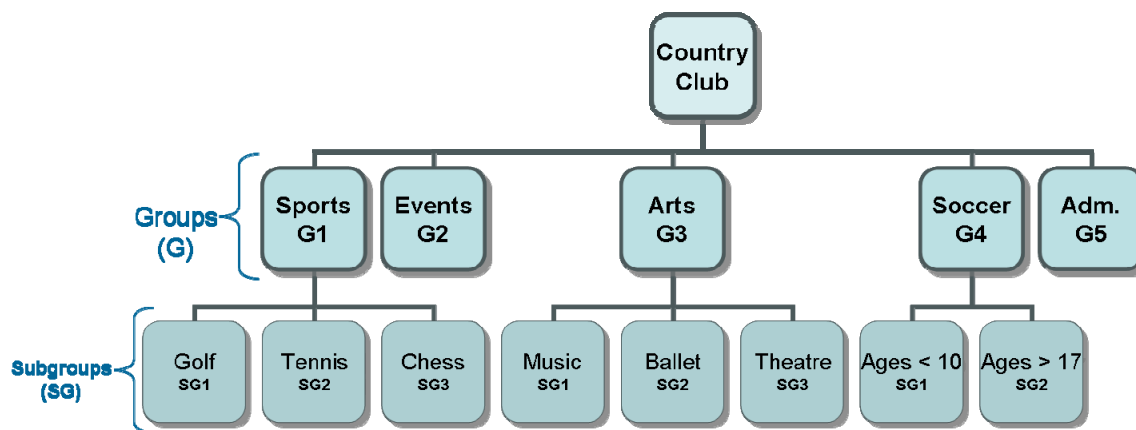 Country
Club
Groups
(G)
Sports
G1
Events
G2
Arts
G3
Soccer
G4
Adm.
G5
Subgroups
(SG)
Golf
SG1
Tennis
SG2
Chess
SG3
Music
SG1
Ballet
SG2
Theatre
SG3
Ages < 10
SG1
Ages > 17
SG2